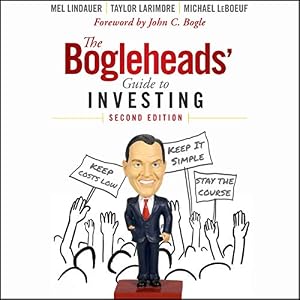 MEL LINDAUER | TAYLOR LARIMORE | MICHAEL LEBOEUF
Foreword by John C. Bogle
The
Bogleheads'
Guide to
INVESTING
SECOND EDITION
KEEP COSTS LOW
KEEP IT
SIMPLE
STAY THE
COURSE